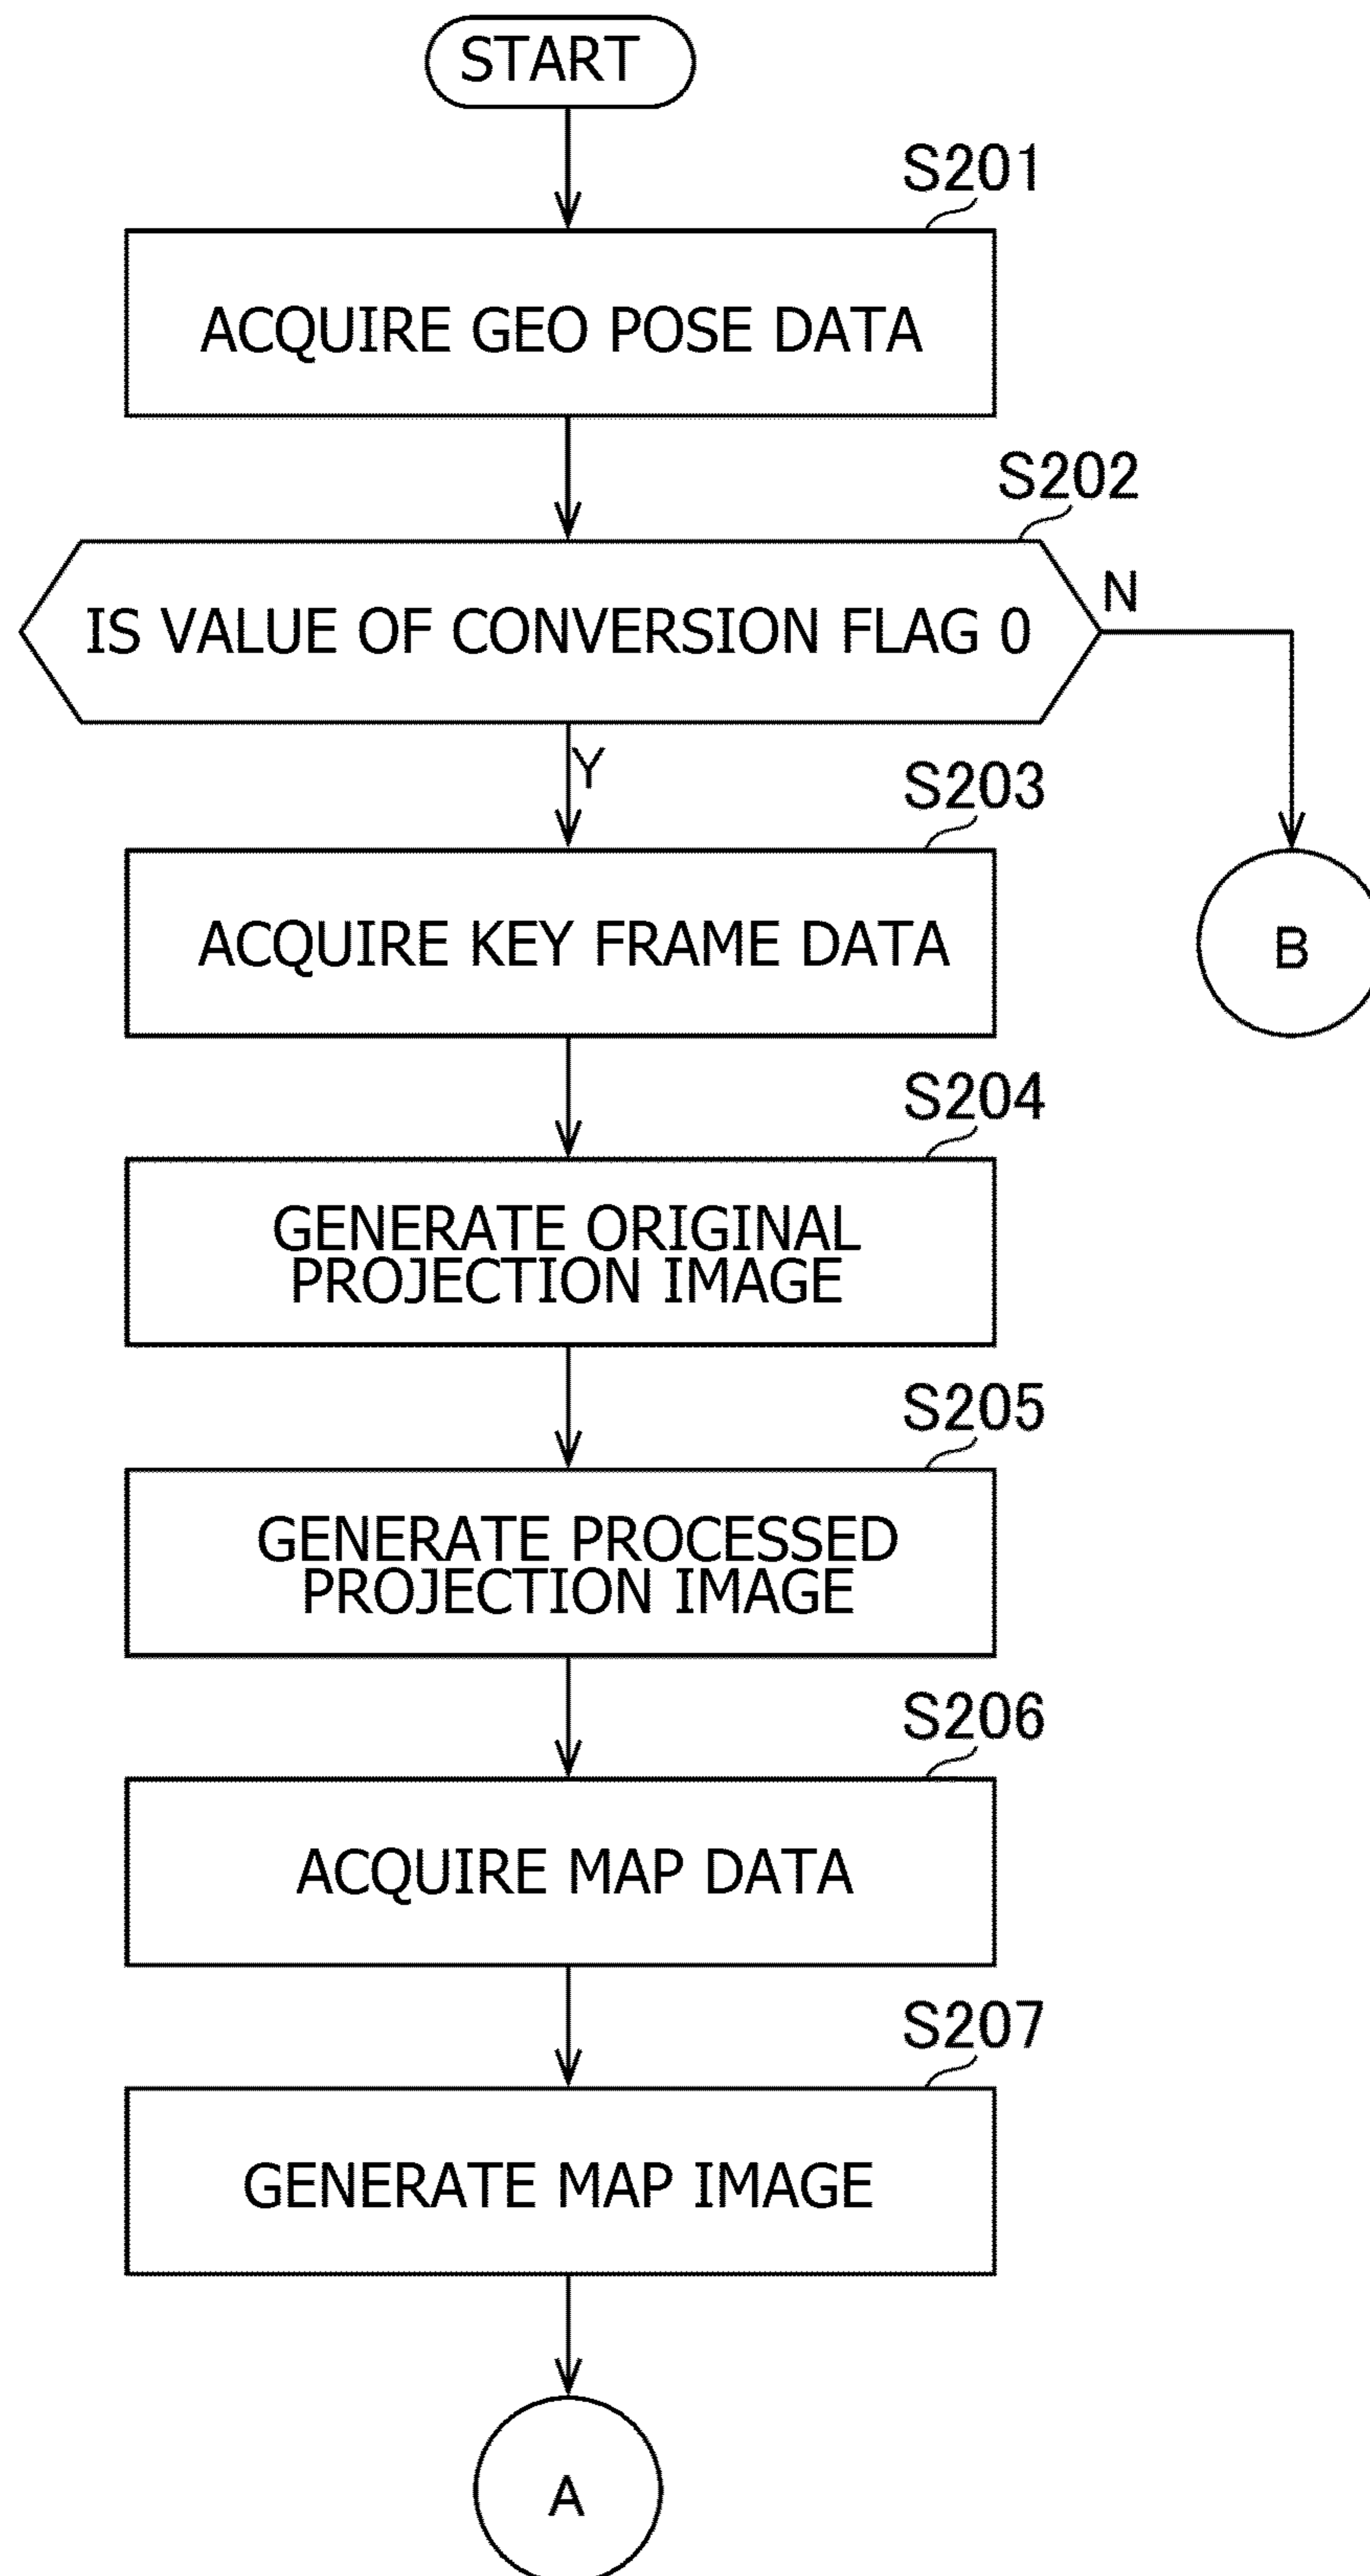 START
S201
ACQUIRE GEO POSE DATA
S202
IS VALUE OF CONVERSION FLAG 0
N
Y
S203
ACQUIRE KEY FRAME DATA
B
S204
GENERATE ORIGINAL
PROJECTION IMAGE
S205
GENERATE PROCESSED
PROJECTION IMAGE
S206
ACQUIRE MAP DATA
S207
GENERATE MAP IMAGE
A